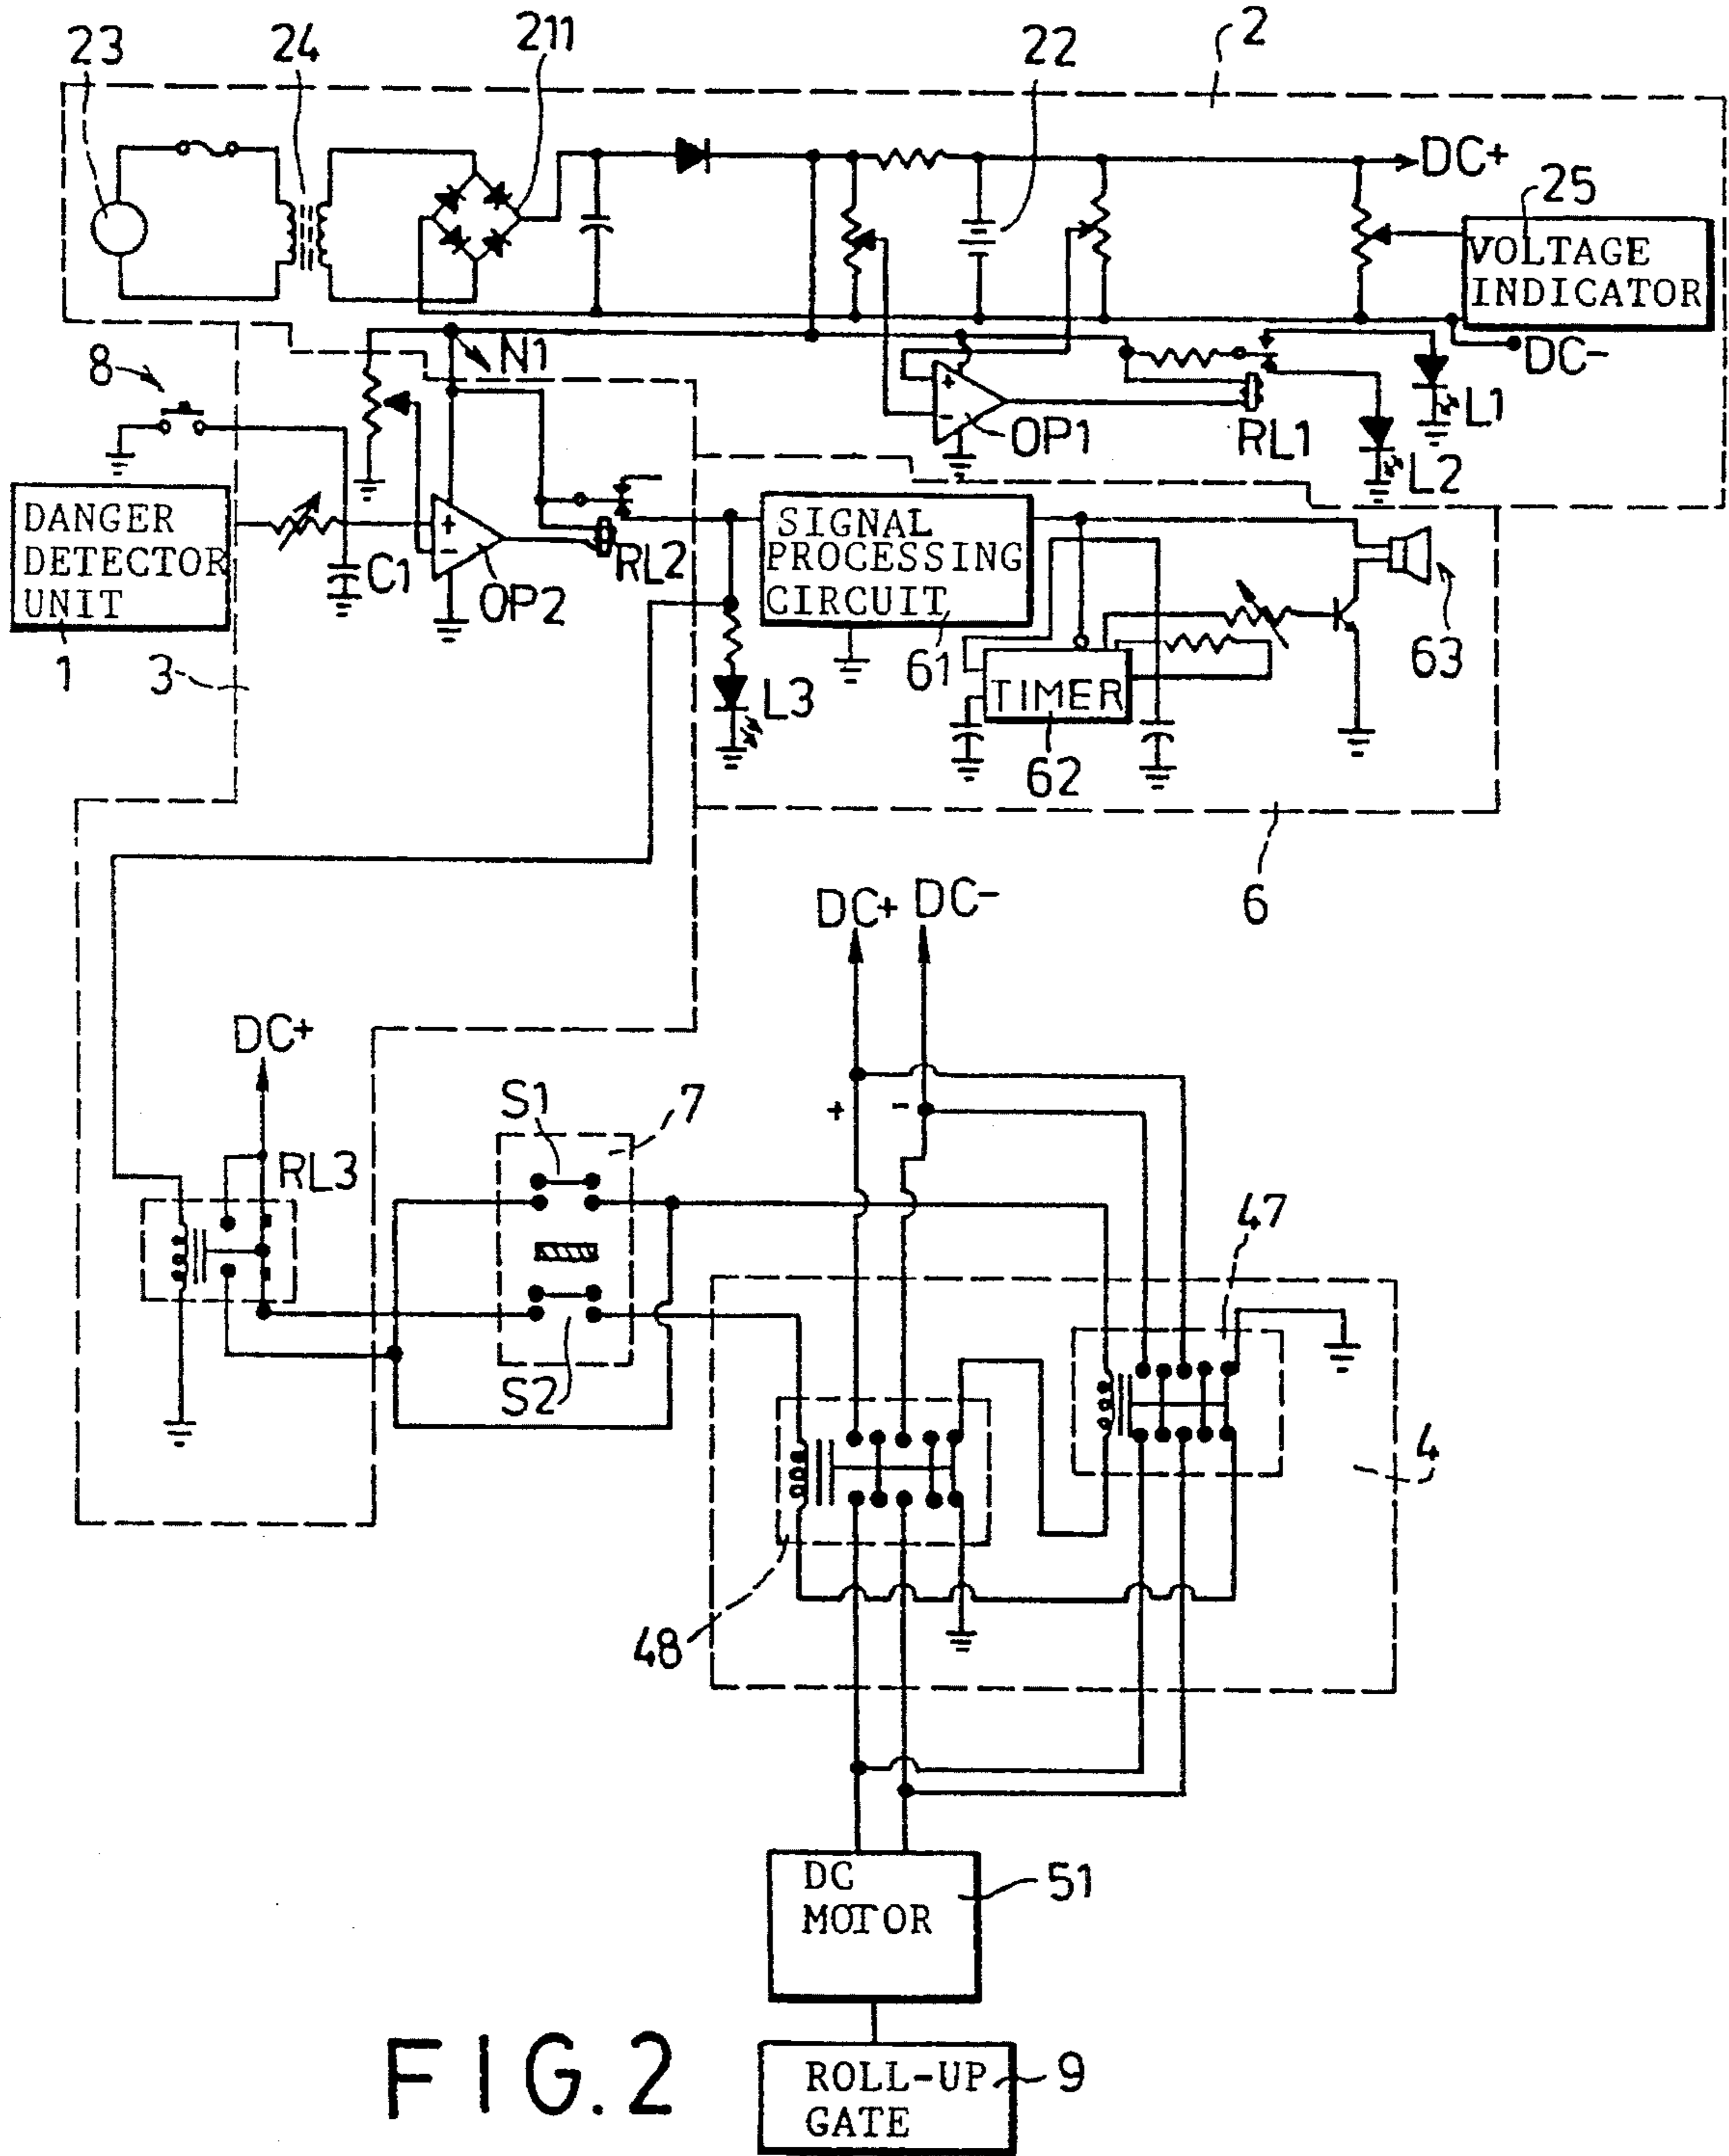 23
24
211
22
2
DC+
25
VOLTAGE
INDICATOR
DC-
N1
8
OP1
RL1
L1
L2
DANGER
DETECTOR
UNIT
C1
OP2
RL2
SIGNAL
PROCESSING
CIRCUIT
61
63
1
3
L3
TIMER
62
6
DC+ DC-
DC+
S1
7
+ -
RL3
47
S2
4
48
DC
MOTOR
51
FIG.2
ROLL-UP
GATE
9